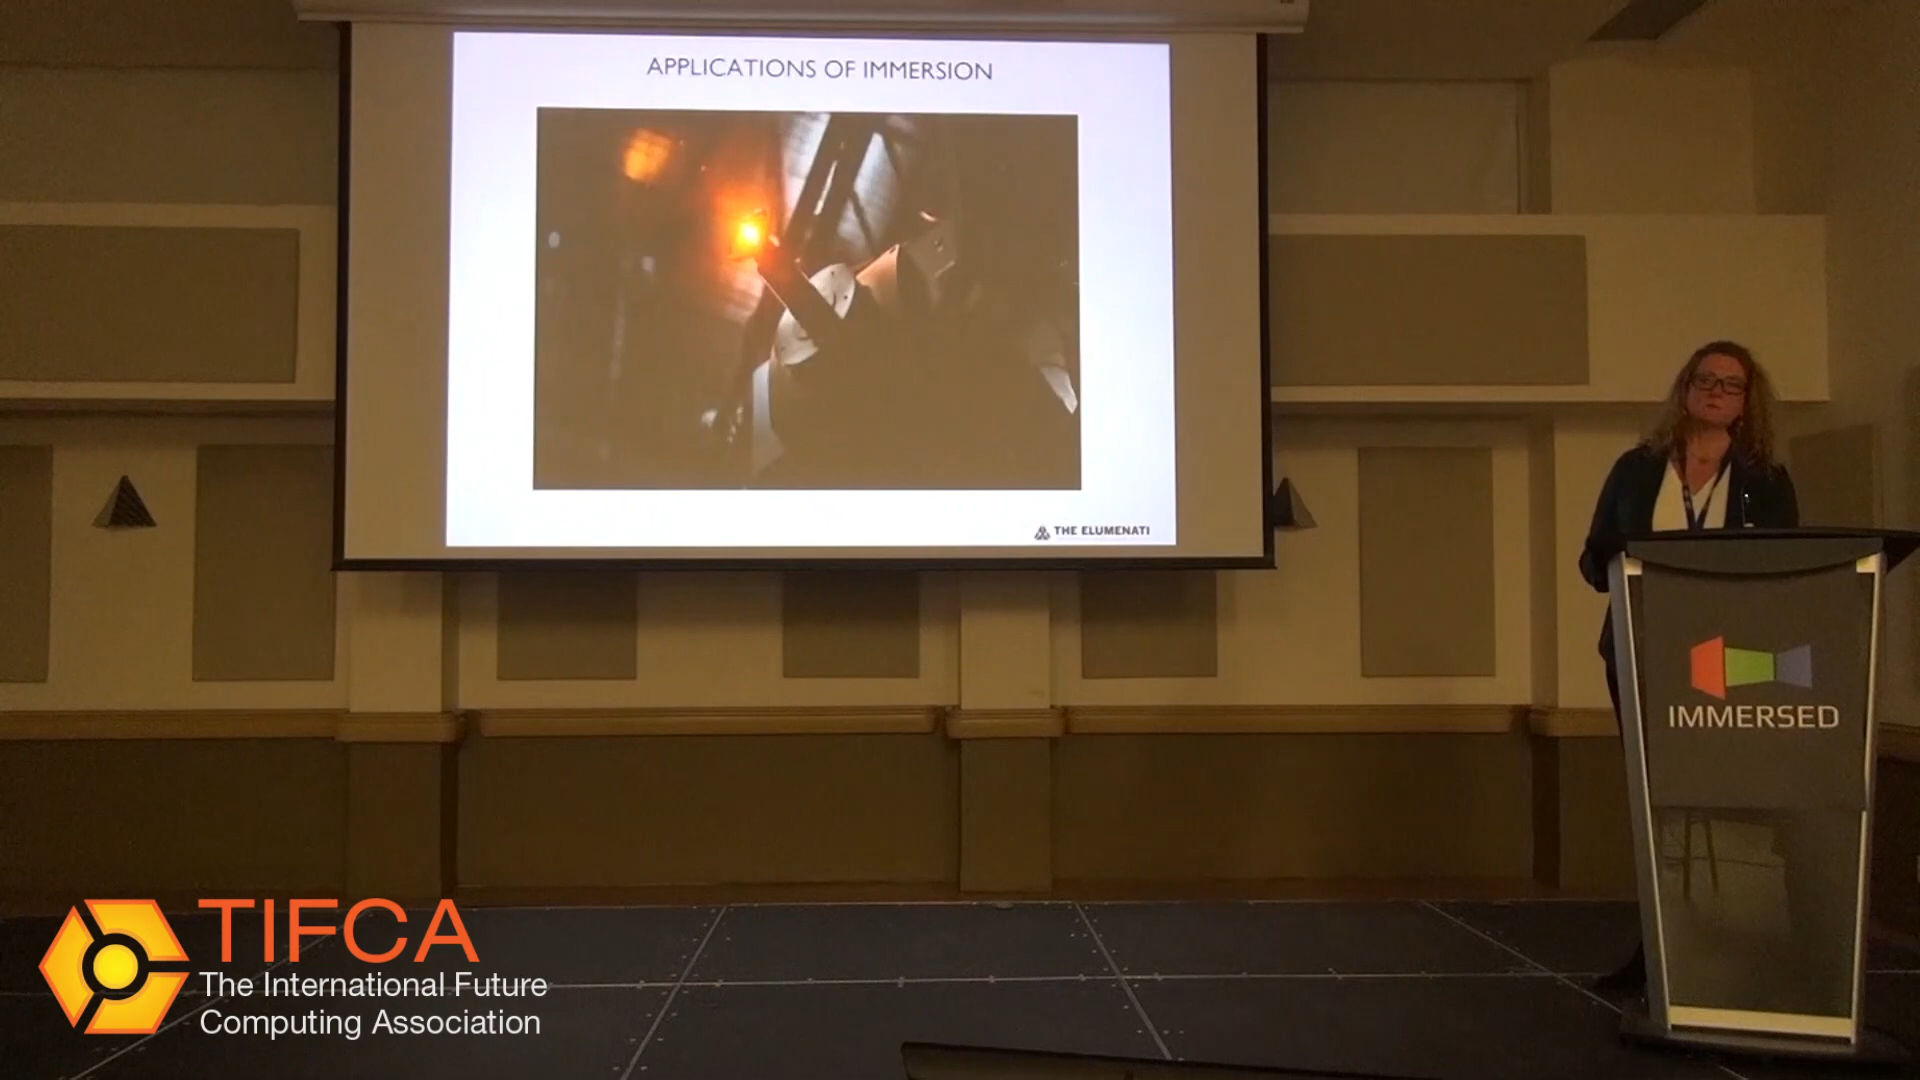 APPLICATIONS OF IMMERSION
THE ELUMENATI
IMMERSED
TIFCA
The International Future
Computing Association